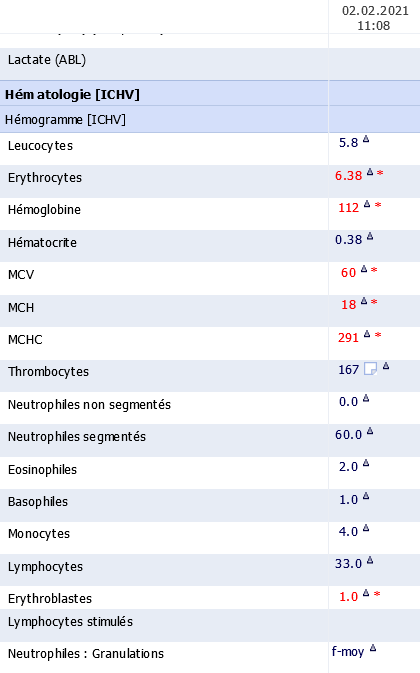 02.02.2021
11:08
Lactate (ABL)
Hématologie [ICHV]
Hémogramme [ICHV]
Leucocytes 5.8
Erythrocytes 6.38 *
Hémoglobine 112 *
Hématocrite 0.38
MCV 60 *
MCH 18 *
MCHC 291 *
Thrombocytes 167
Neutrophiles non segmentés 0.0
Neutrophiles segmentés 60.0
Eosinophiles 2.0
Basophiles 1.0
Monocytes 4.0
Lymphocytes 33.0
Erythroblastes 1.0 *
Lymphocytes stimulés
Neutrophiles : Granulations f-moy